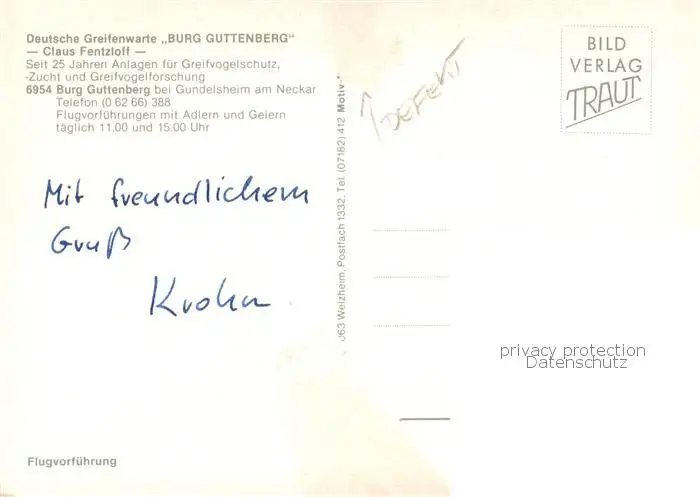 Deutsche Greifenwarte „BURG GUTTENBERG"
— Claus Fentzloff —
Seit 25 Jahren Anlagen für Greifvogelschutz,
-Zucht und Greifvogelforschung
6954 Burg Guttenberg bei Gundelsheim am Neckar
Telefon (0 62 66) 388
Flugvorführungen mit Adlern und Geiern
täglich 11.00 und 15.00 Uhr
Mit freundlichem
Gruß
Flugvorführung
063 Welzheim, Postfach 1332, Tel. (07182) 412 Motiv-
DEFEKT
BILD
VERLAG
TRAUT
privacy protection
Datenschutz